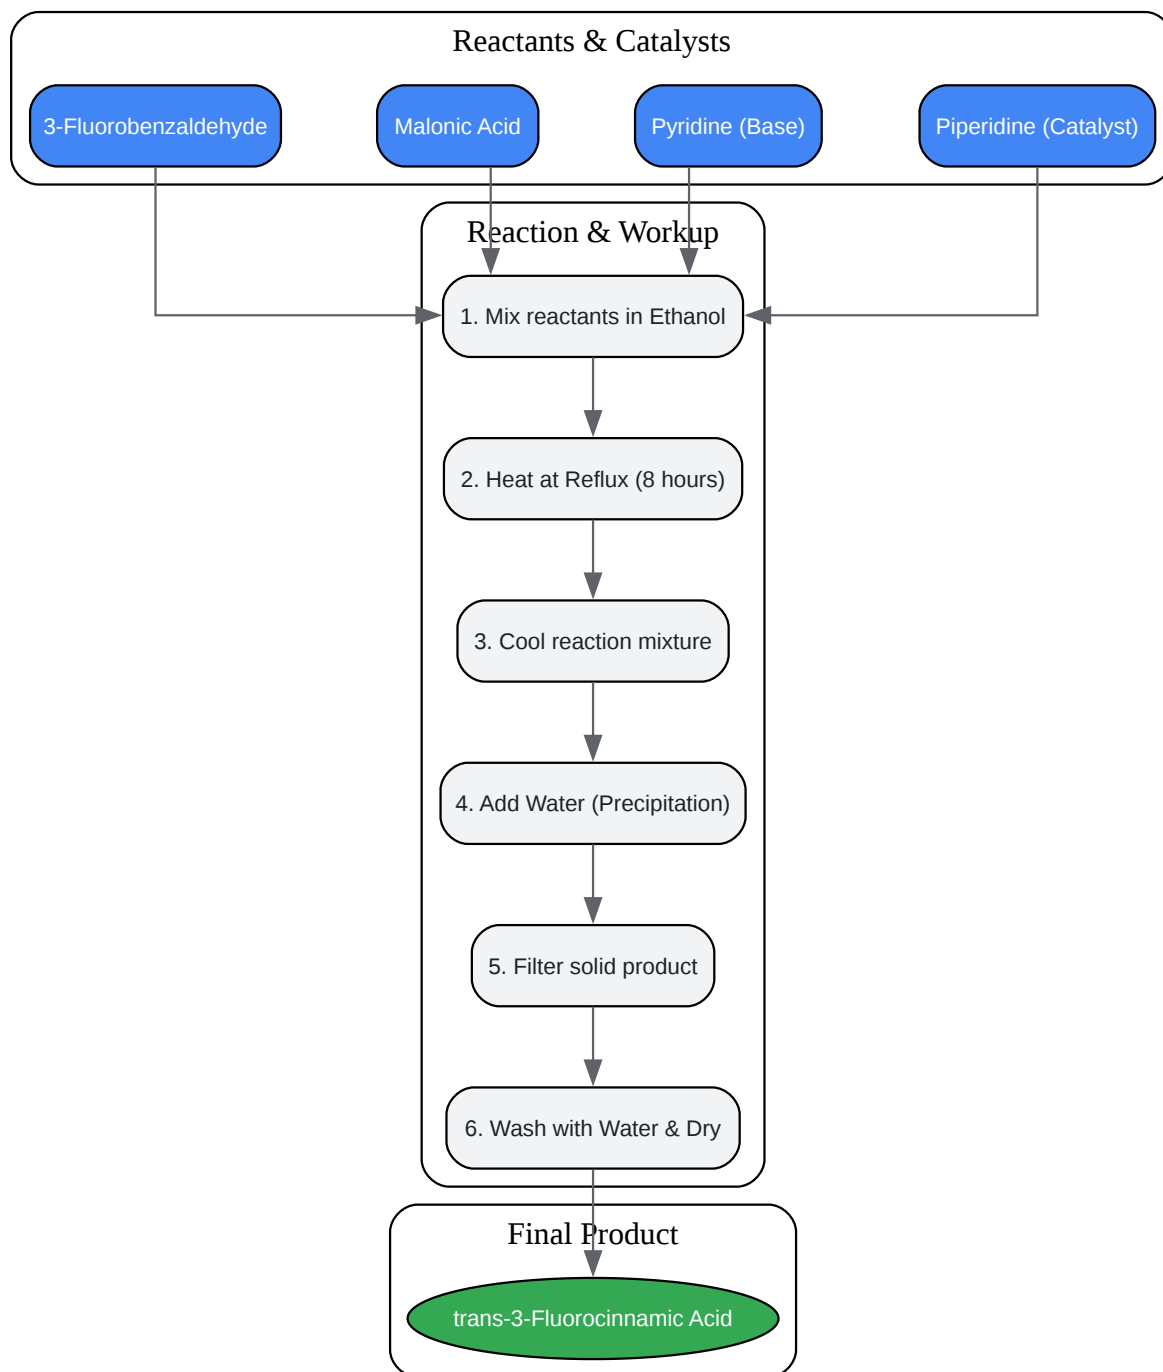 Reactants & Catalysts
3-Fluorobenzaldehyde
Malonic Acid
Pyridine (Base)
Piperidine (Catalyst)
Reaction & Workup
1. Mix reactants in Ethanol
2. Heat at Reflux (8 hours)
3. Cool reaction mixture
4. Add Water (Precipitation)
5. Filter solid product
6. Wash with Water & Dry
Final Product
trans-3-Fluorocinnamic Acid